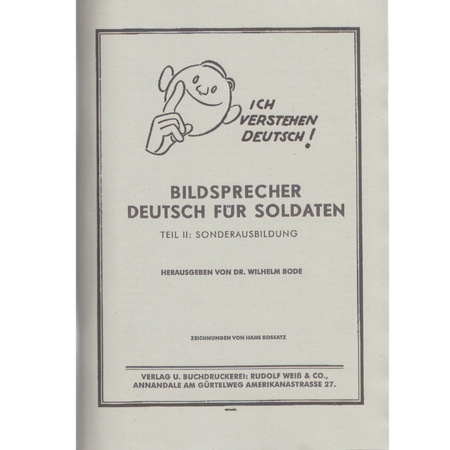 ICH
VERSTEHEN
DEUTSCH!
BILDSPRECHER
DEUTSCH FÜR SOLDATEN
TEIL II: SONDERAUSBILDUNG
HERAUSGEGEBEN VON DR. WILHELM BODE
ZEICHNUNGEN VON HANS KOSSATZ
VERLAG U. BUCHDRUCKEREI: RUDOLF WEIß & CO.,
ANNANDALE AM GÜRTELWEG AMERIKANASTRASSE 27.